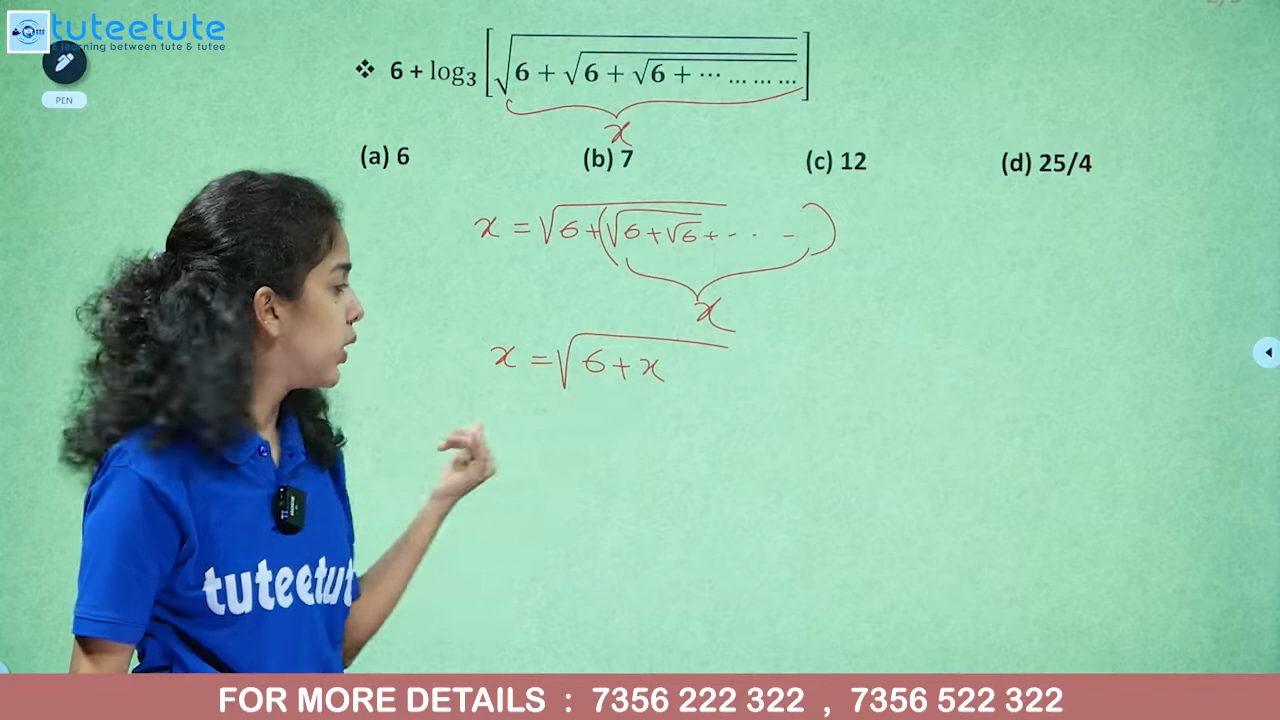 tuteetute
e learning between tute & tutee
PEN
❖ 6 + log₃ [√(6 + √(6 + √(6 + ⋯ … … …)))]
x
(a) 6
(b) 7
(c) 12
(d) 25/4
x = √6+(√6+√6+- - -)
x
x = √6+x
tuteetut
FOR MORE DETAILS : 7356 222 322 , 7356 522 322